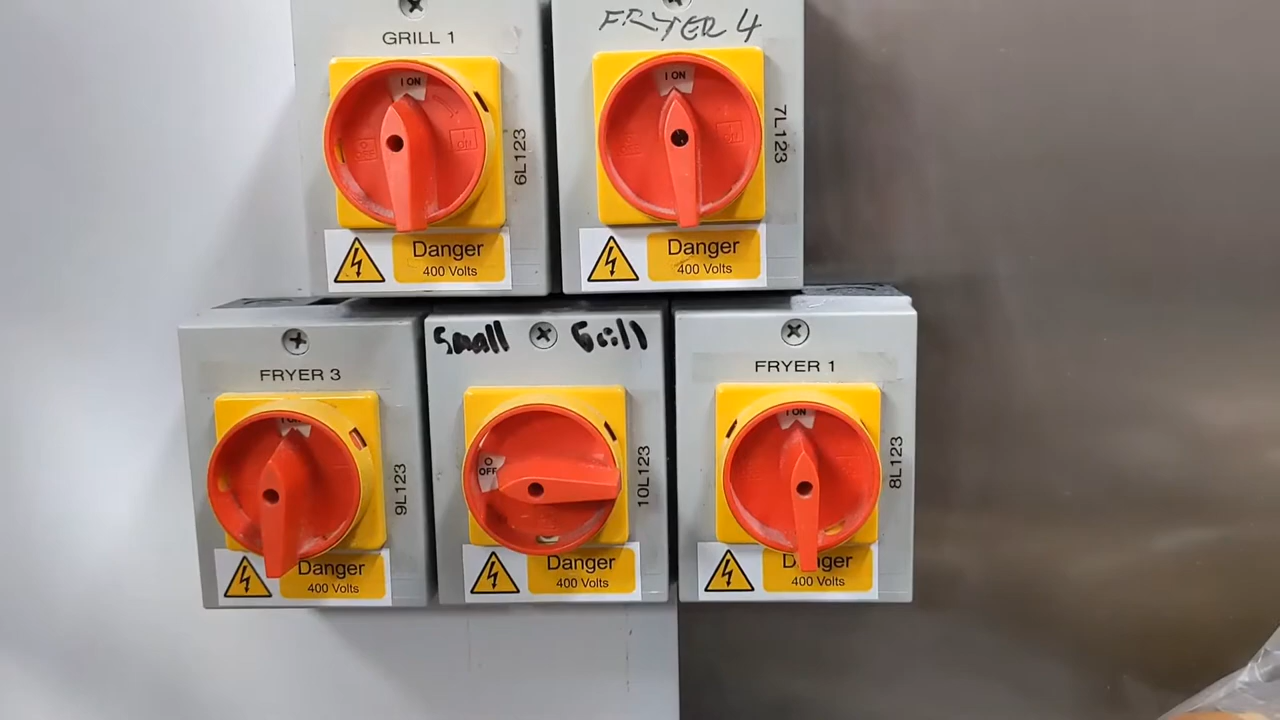 GRILL 1
I ON
6L123
Danger
400 Volts
FRYER 4
I ON
7L123
Danger
400 Volts
FRYER 3
I ON
9L123
Danger
400 Volts
Small Grill
O
OFF
10L123
Danger
400 Volts
FRYER 1
I ON
8L123
Danger
400 Volts